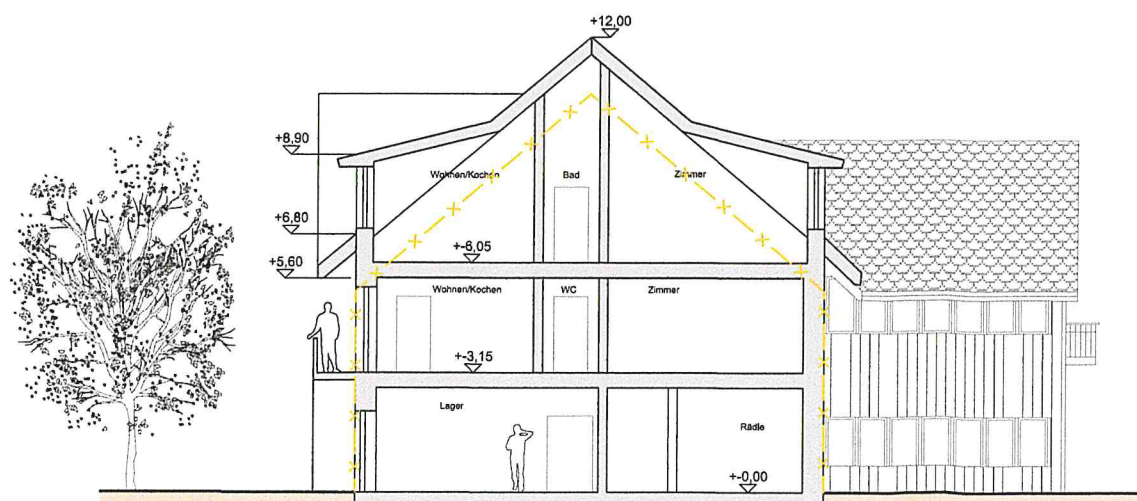 +12,00
+8,90
Wohnen/Kochen Bad Zimmer
+6,80
+-6,05
+5,60
Wohnen/Kochen WC Zimmer
+-3,15
Lager
Rädle
+-0,00